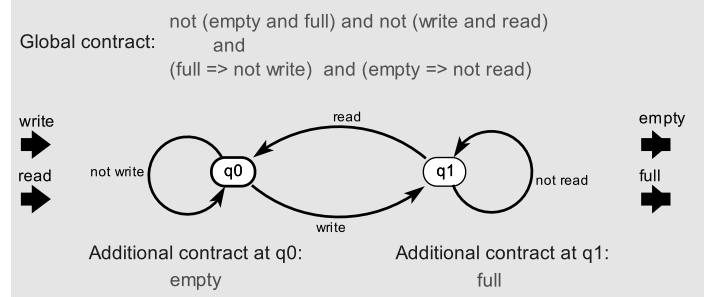 Global contract:
not (empty and full) and not (write and read)
and
(full => not write) and (empty => not read)
write
read
empty
full
read
not write
q0
q1
not read
write
Additional contract at q0:
empty
Additional contract at q1:
full